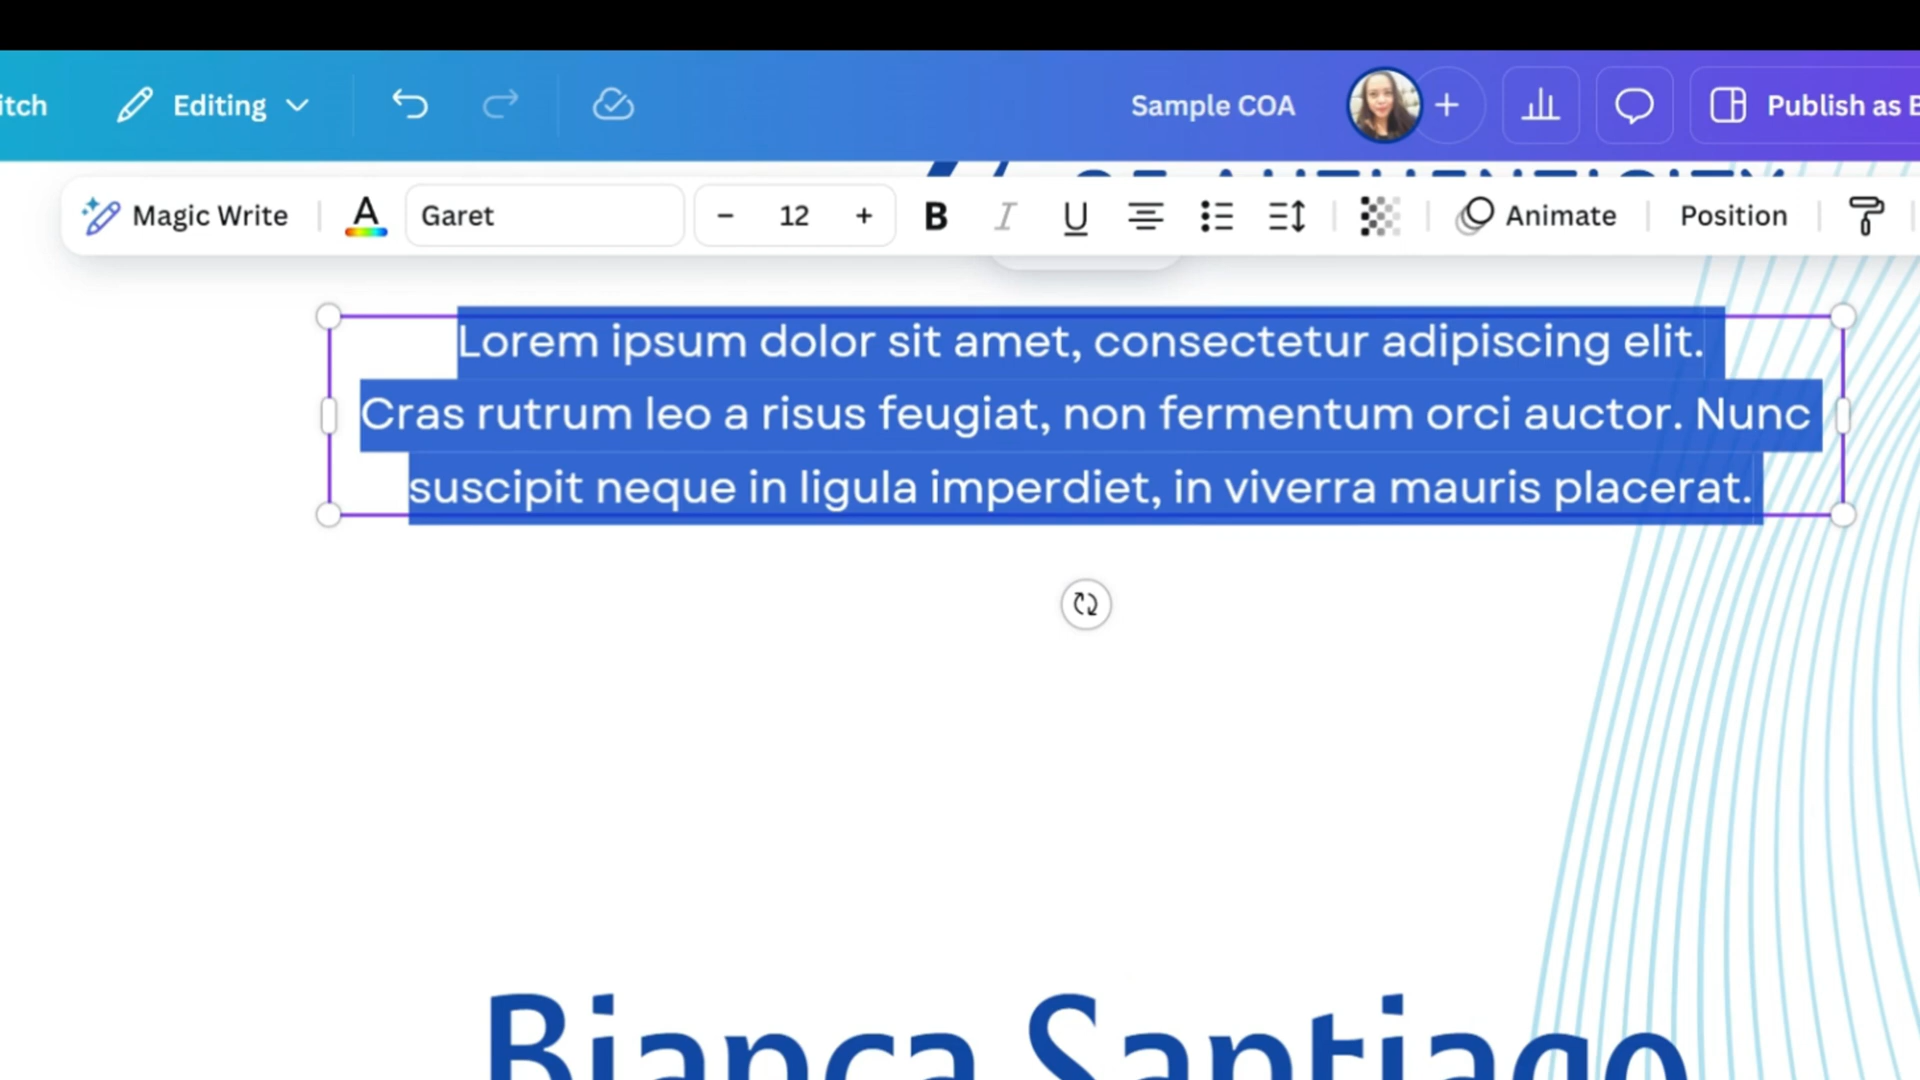 itch Editing Sample COA + Publish as B
OF AUTHENTICITY
Magic Write A Garet - 12 + B I U Animate Position
Lorem ipsum dolor sit amet, consectetur adipiscing elit.
Cras rutrum leo a risus feugiat, non fermentum orci auctor. Nunc
suscipit neque in ligula imperdiet, in viverra mauris placerat.
Bianca Santiago